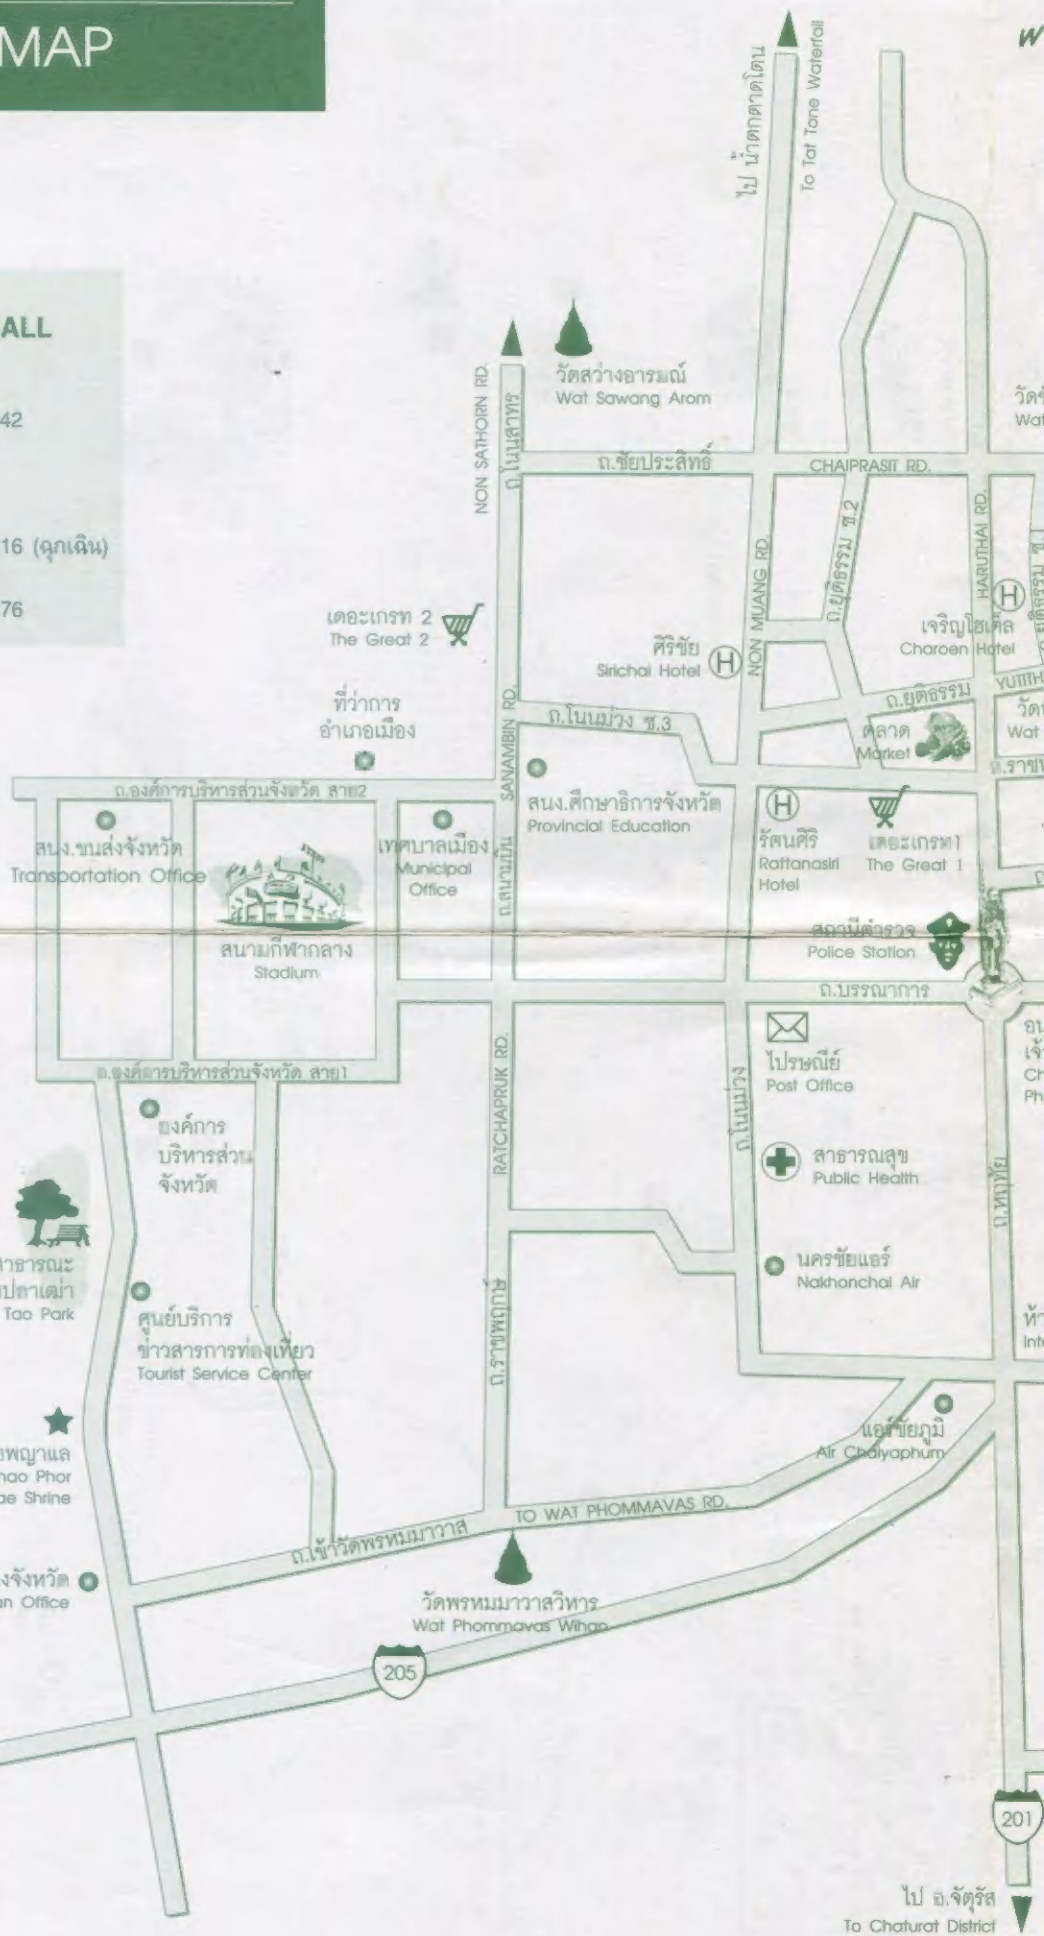 MAP
ALL
42
16 (ฉุกเฉิน)
76
ไป น้ำตกตาดโตน
To Tat Tone Waterfall
NON SATHORN RD.
ถ.โนนสาทร
วัดสว่างอารมณ์
Wat Sawang Arom
Wat
ถ.ชัยประสิทธิ์
CHAIPRASIT RD.
NON MUANG RD.
ถ.ยุติธรรม ซ.2
HARUTHAI RD.
เดอะเกรท 2
The Great 2
ศิริชัย
Sirichai Hotel
H
เจริญโฮเต็ล
Charoen Hotel
H
ที่ว่าการ
อำเภอเมือง
SANAMBIN RD.
ถ.โนนม่วง ซ.3
ถ.ยุติธรรม
ตลาด
Market
Wat
ถ.องค์การบริหารส่วนจังหวัด สาย2
สนง.ขนส่งจังหวัด
Transportation Office
สนามกีฬากลาง
Stadium
เทศบาลเมือง
Municipal
Office
ถ.สนามบิน
สนง.ศึกษาธิการจังหวัด
Provincial Education
H
รัตนศิริ
Rattanasiri
Hotel
เดอะเกรท1
The Great 1
สถานีตำรวจ
Police Station
ถ.บรรณาการ
ไปรษณีย์
Post Office
ถ.องค์การบริหารส่วนจังหวัด สาย1
RATCHAPRUK RD.
ถ.โนนม่วง
องค์การ
บริหารส่วน
จังหวัด
สาธารณสุข
Public Health
ถ.หฤทัย
Tao Park
นครชัยแอร์
Nakhonchai Air
ศูนย์บริการ
ข่าวสารการท่องเที่ยว
Tourist Service Center
ถ.ราชพฤกษ์
Phor
Shrine
แอร์ชัยภูมิ
Air Chaiyaphum
ถ.เข้าวัดพรหมมาวาส
TO WAT PHOMMAVAS RD.
Office
วัดพรหมมาวาสวิหาร
Wat Phommavas Wihan
205
201
ไป อ.จัตุรัส
To Chaturat District